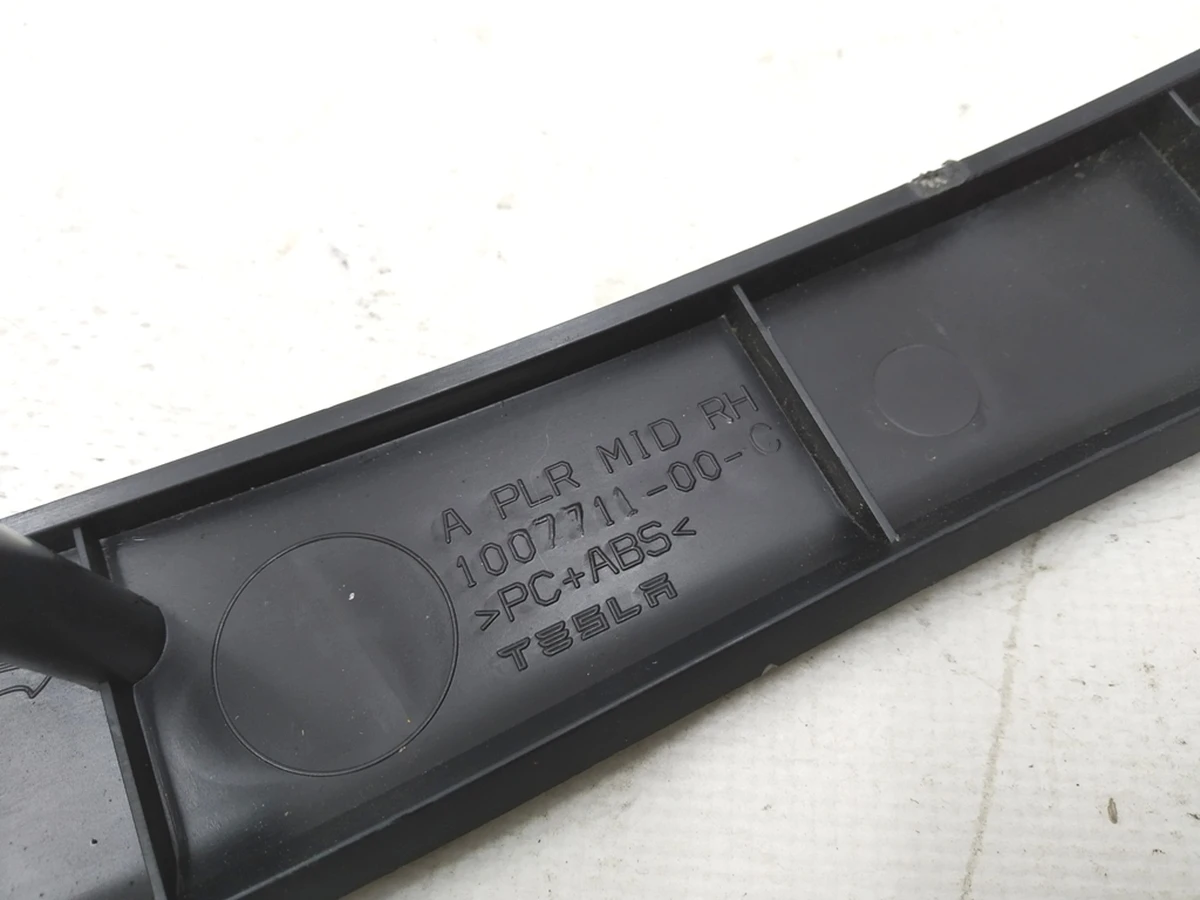 A PLR MID RH
1007711-00-C
>PC+ABS<
TESLA